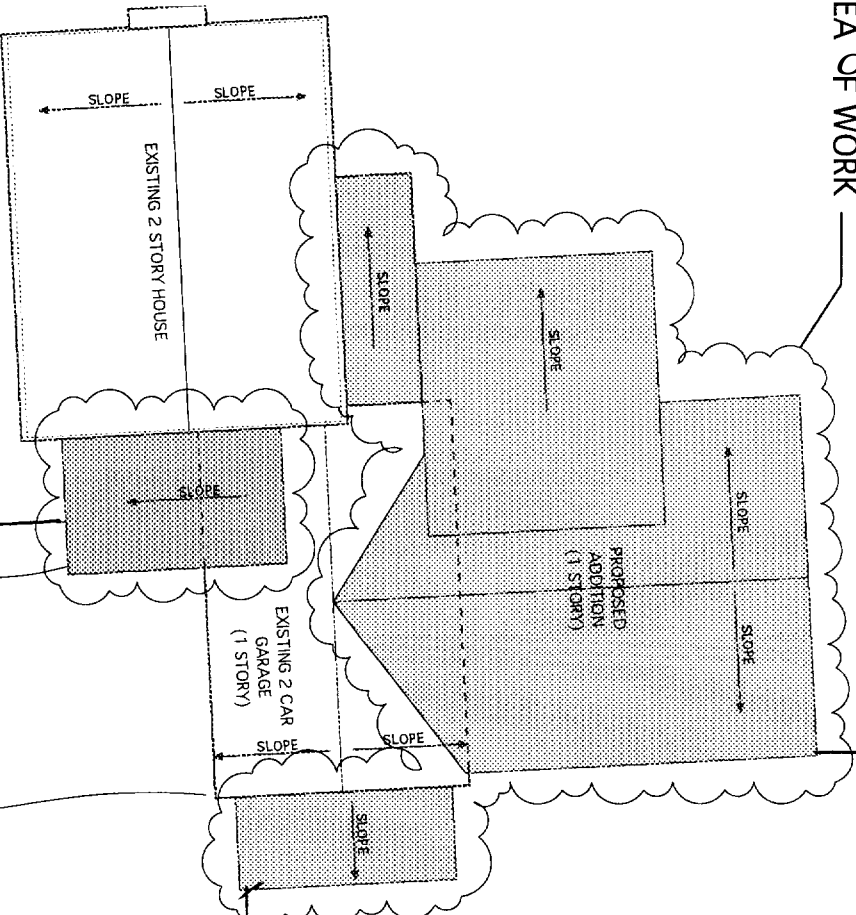 EA OF WORK
SLOPE
SLOPE
EXISTING 2 STORY HOUSE
SLOPE
SLOPE
SLOPE
SLOPE
SLOPE
PROPOSED
ADDITION
(1 STORY)
EXISTING 2 CAR
GARAGE
(1 STORY)
SLOPE
SLOPE
SLOPE
SLOPE